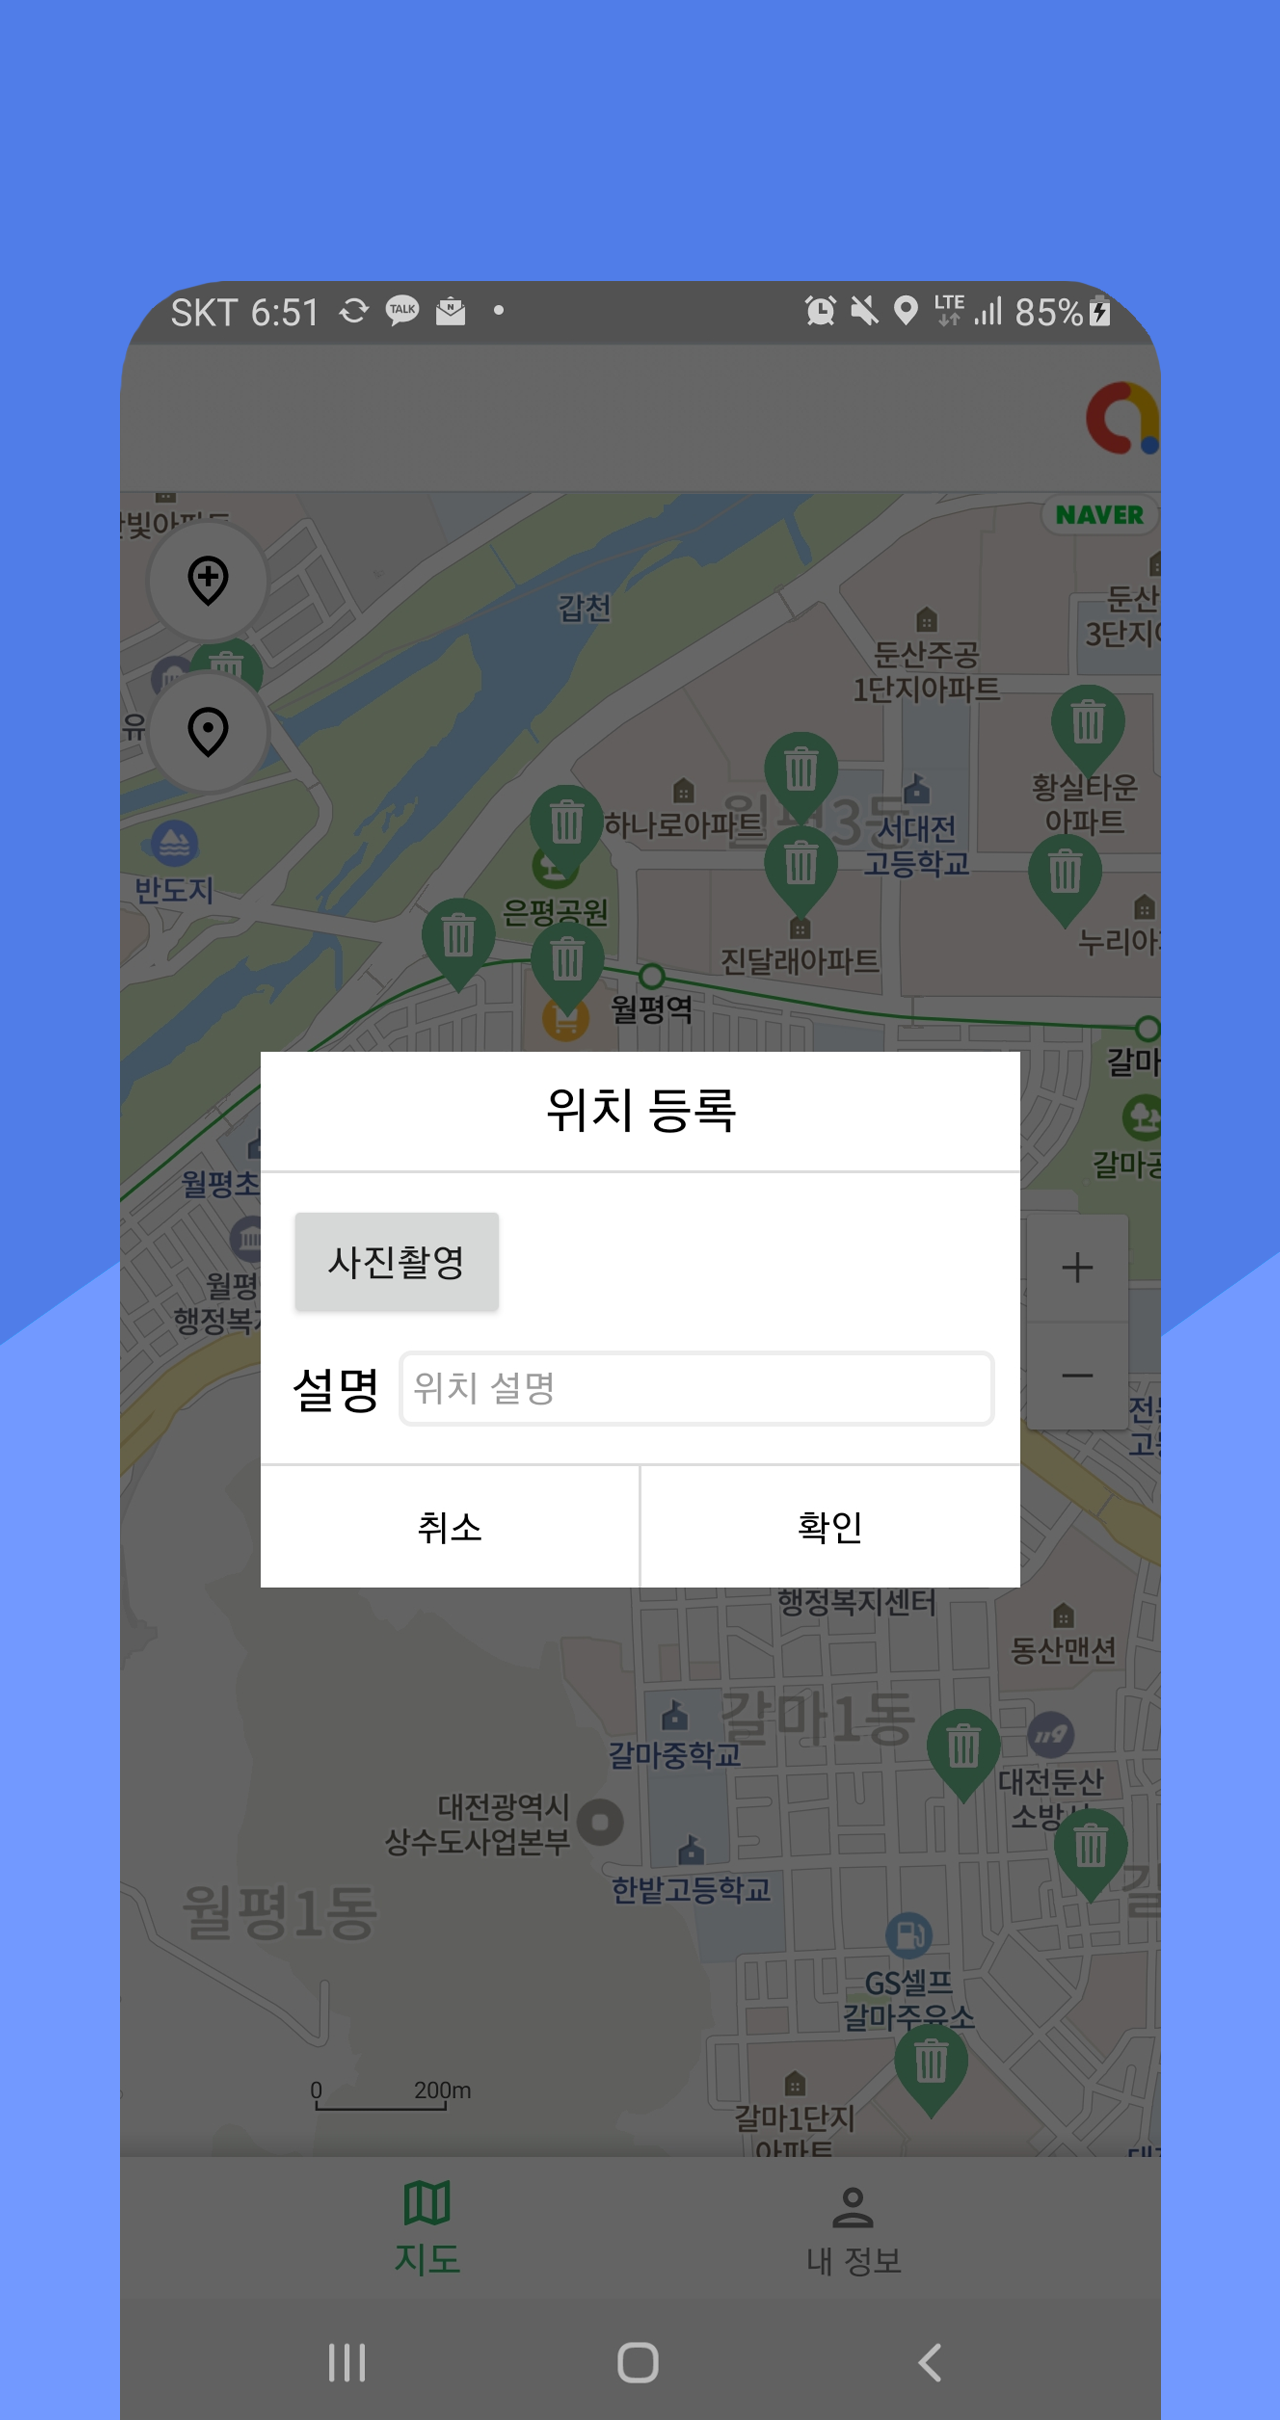 SKT 6:51
TALK
N
LTE
85%
NAVER
갑천
둔산
3단지
둔산주공
1단지아파트
유
황실타운
아파트
하나로아파트
월평3동
서대전
고등학교
반도지
은평공원
누리아
진달래아파트
월평역
갈마
위치 등록
갈마공
월평초
사진촬영
월평
행정복지
설명
위치 설명
전
고등
취소
확인
행정복지센터
동산맨션
갈마1동
갈마중학교
119
대전둔산
소방서
대전광역시
상수도사업본부
한밭고등학교
갈
월평1동
GS셀프
갈마주유소
0 200m
갈마1단지
아파트
지도
내 정보